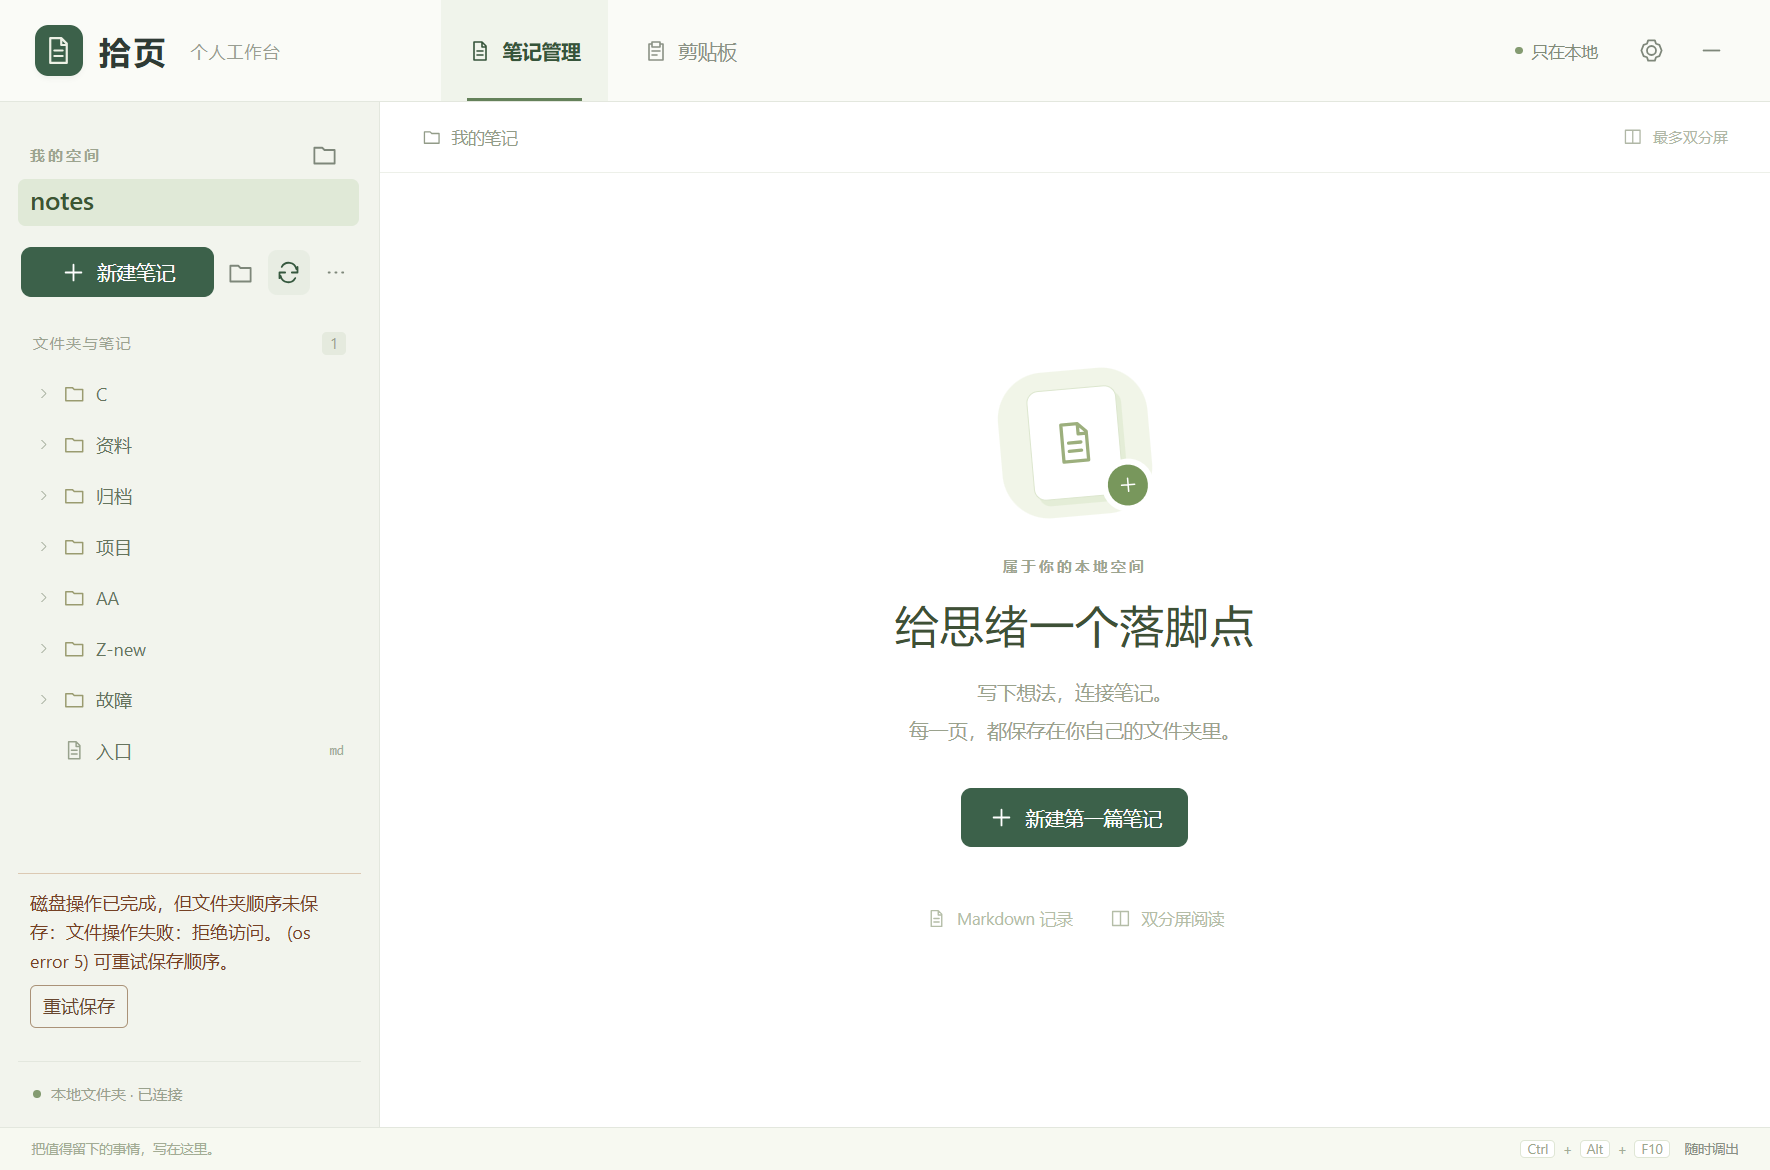 拾页 个人工作台
笔记管理
剪贴板
只在本地
我的空间
notes
新建笔记
文件夹与笔记 1
C
资料
归档
项目
AA
Z-new
故障
入口 md
磁盘操作已完成，但文件夹顺序未保
存：文件操作失败：拒绝访问。 (os
error 5) 可重试保存顺序。
重试保存
本地文件夹 · 已连接
我的笔记
最多双分屏
属于你的本地空间
给思绪一个落脚点
写下想法，连接笔记。
每一页，都保存在你自己的文件夹里。
新建第一篇笔记
Markdown 记录
双分屏阅读
把值得留下的事情，写在这里。
Ctrl + Alt + F10 随时调出